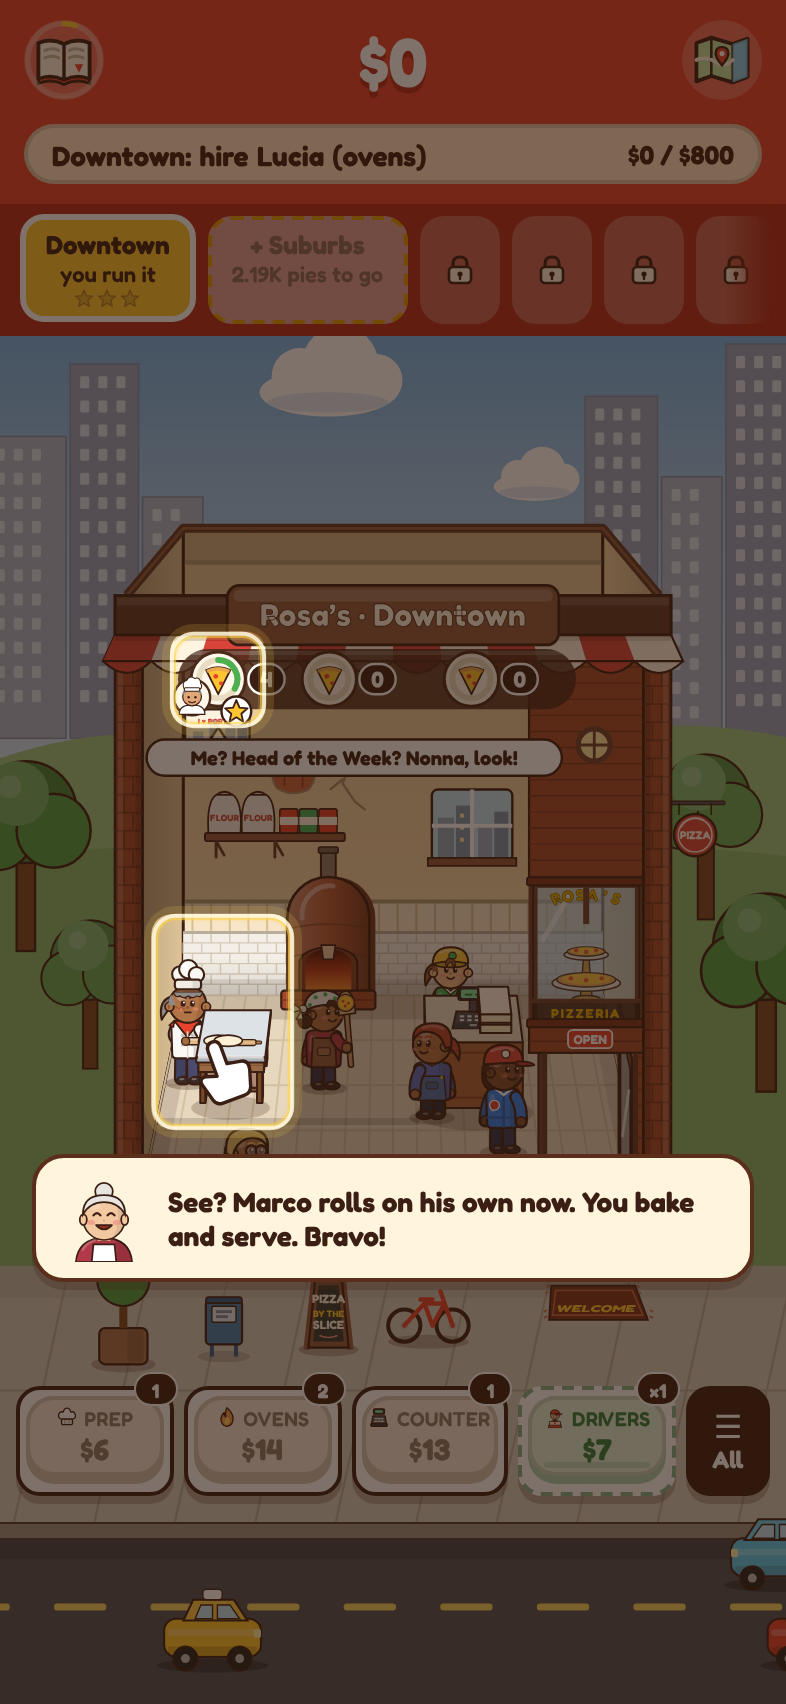 $0
Downtown: hire Lucia (ovens)
$0 / $800
Downtown
you run it
+ Suburbs
2.19K pies to go
Rosa's · Downtown
4
0
0
Me? Head of the Week? Nonna, look!
FLOUR
FLOUR
PIZZA
ROSA'S
PIZZERIA
OPEN
See? Marco rolls on his own now. You bake
and serve. Bravo!
PIZZA
BY THE
SLICE
WELCOME
1
2
1
x1
PREP
$6
OVENS
$14
COUNTER
$13
DRIVERS
$7
All